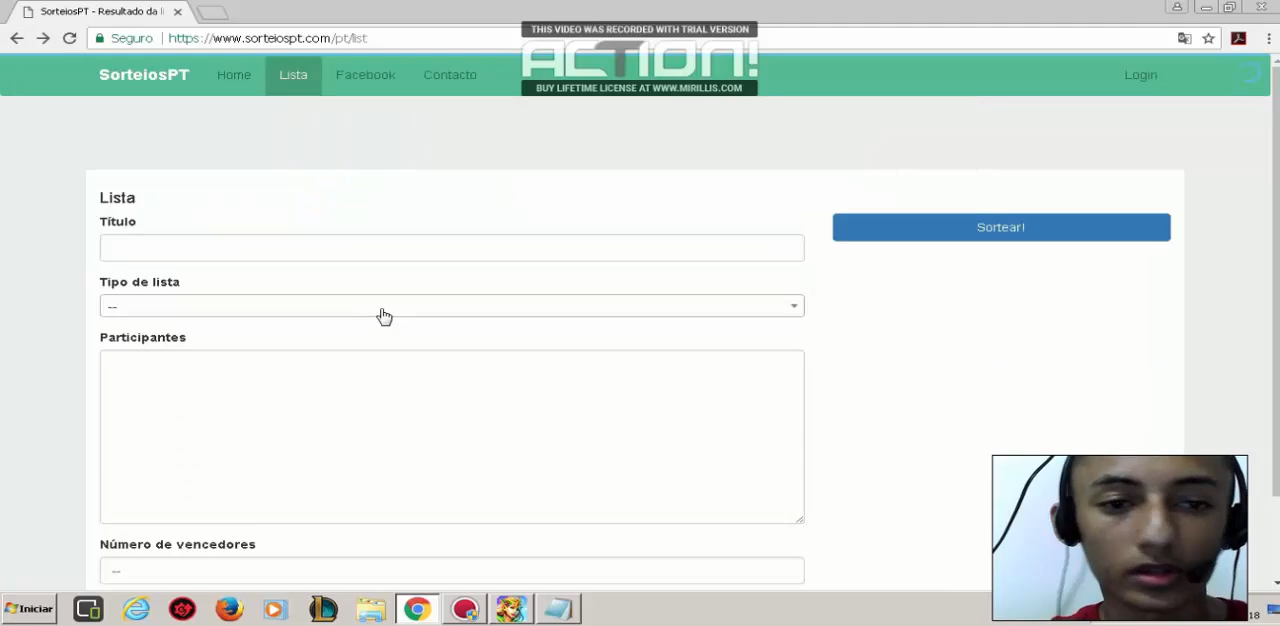 SorteiosPT - Resultado da li
Seguro
https://www.sorteiospt.com/pt/list
THIS VIDEO WAS RECORDED WITH TRIAL VERSION
ACTION!
BUY LIFETIME LICENSE AT WWW.MIRILLIS.COM
SorteiosPT Home Lista Facebook Contacto Login
Lista
Título
Sortear!
Tipo de lista
--
Participantes
Número de vencedores
--
Iniciar
18